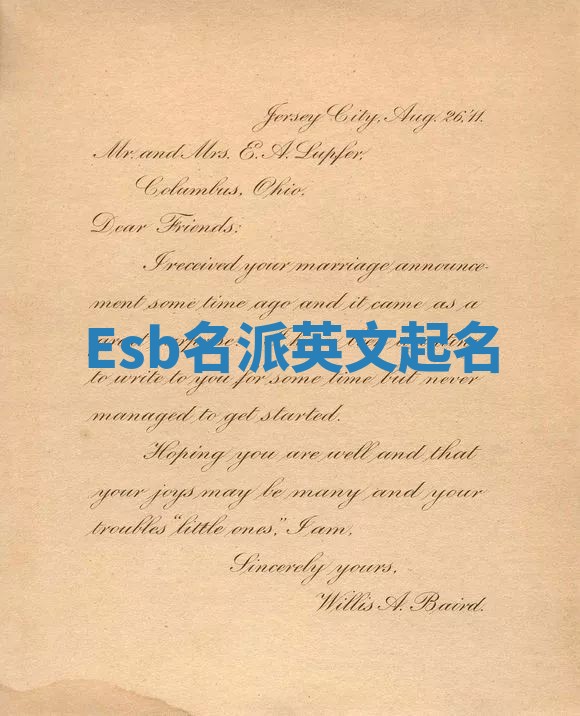 Jersey City, Aug. 26,'11.
Mr. and Mrs. E. A. Lupfer,
Columbus, Ohio.
Dear Friends:
I received your marriage announce-
ment some time ago and it came as a
Esb名派英文起名
to write to you for some time but never
managed to get started.
Hoping you are well and that
your joys may be many and your
troubles "little ones," I am,
Sincerely yours,
Willis A. Baird.